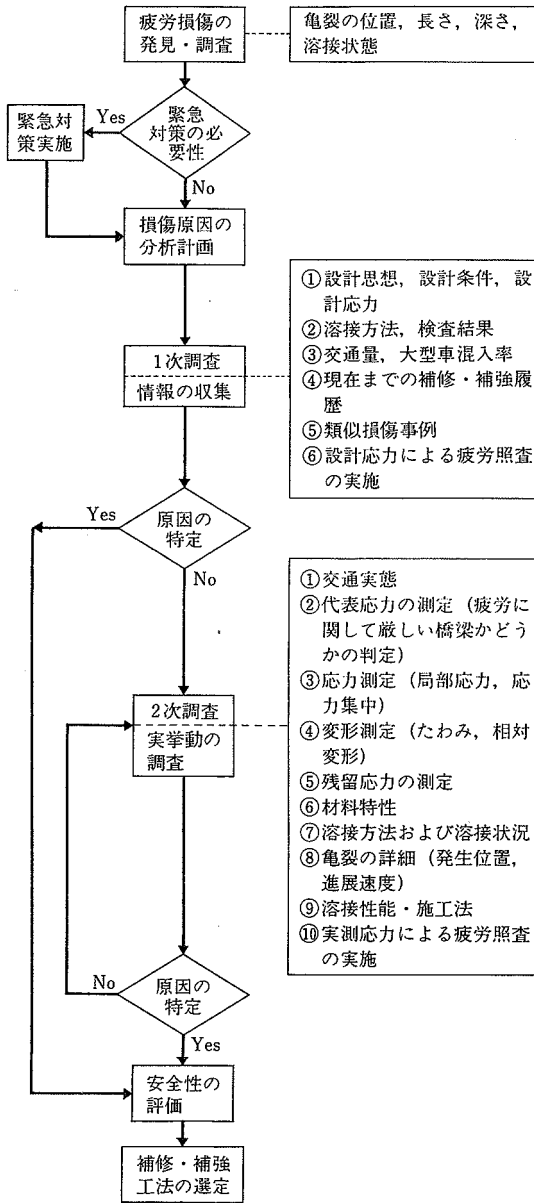 疲労損傷の
発見・調査
亀裂の位置，長さ，深さ，
溶接状態
緊急
対策の必
要性
Yes
緊急対
策実施
No
損傷原因の
分析計画
1次調査
情報の収集
①設計思想，設計条件，設
計応力
②溶接方法，検査結果
③交通量，大型車混入率
④現在までの補修・補強履
歴
⑤類似損傷事例
⑥設計応力による疲労照査
の実施
Yes
原因の
特定
No
2次調査
実挙動の
調査
①交通実態
②代表応力の測定（疲労に
関して厳しい橋梁かどう
かの判定）
③応力測定（局部応力，応
力集中）
④変形測定（たわみ，相対
変形）
⑤残留応力の測定
⑥材料特性
⑦溶接方法および溶接状況
⑧亀裂の詳細（発生位置，
進展速度）
⑨溶接性能・施工法
⑩実測応力による疲労照査
の実施
No
原因の
特定
Yes
安全性の
評価
補修・補強
工法の選定